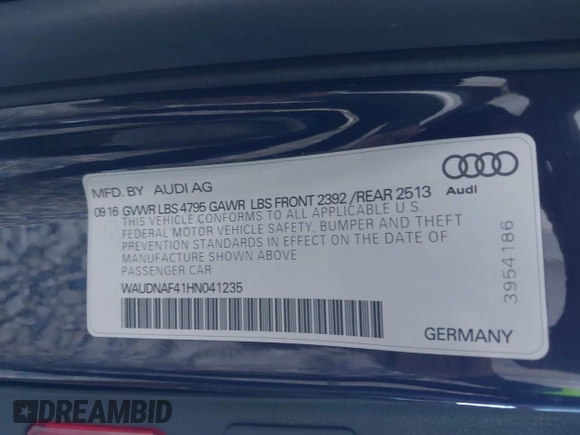 MFD. BY AUDI AG
Audi
09 16 GVWR LBS 4795 GAWR LBS FRONT 2392 /REAR 2513
THIS VEHICLE CONFORMS TO ALL APPLICABLE U S
FEDERAL MOTOR VEHICLE SAFETY, BUMPER AND THEFT
PREVENTION STANDARDS IN EFFECT ON THE DATE OF
MANUFACTURE SHOWN ABOVE
PASSENGER CAR
WAUDNAF41HN041235
3954186
GERMANY
DREAMBID